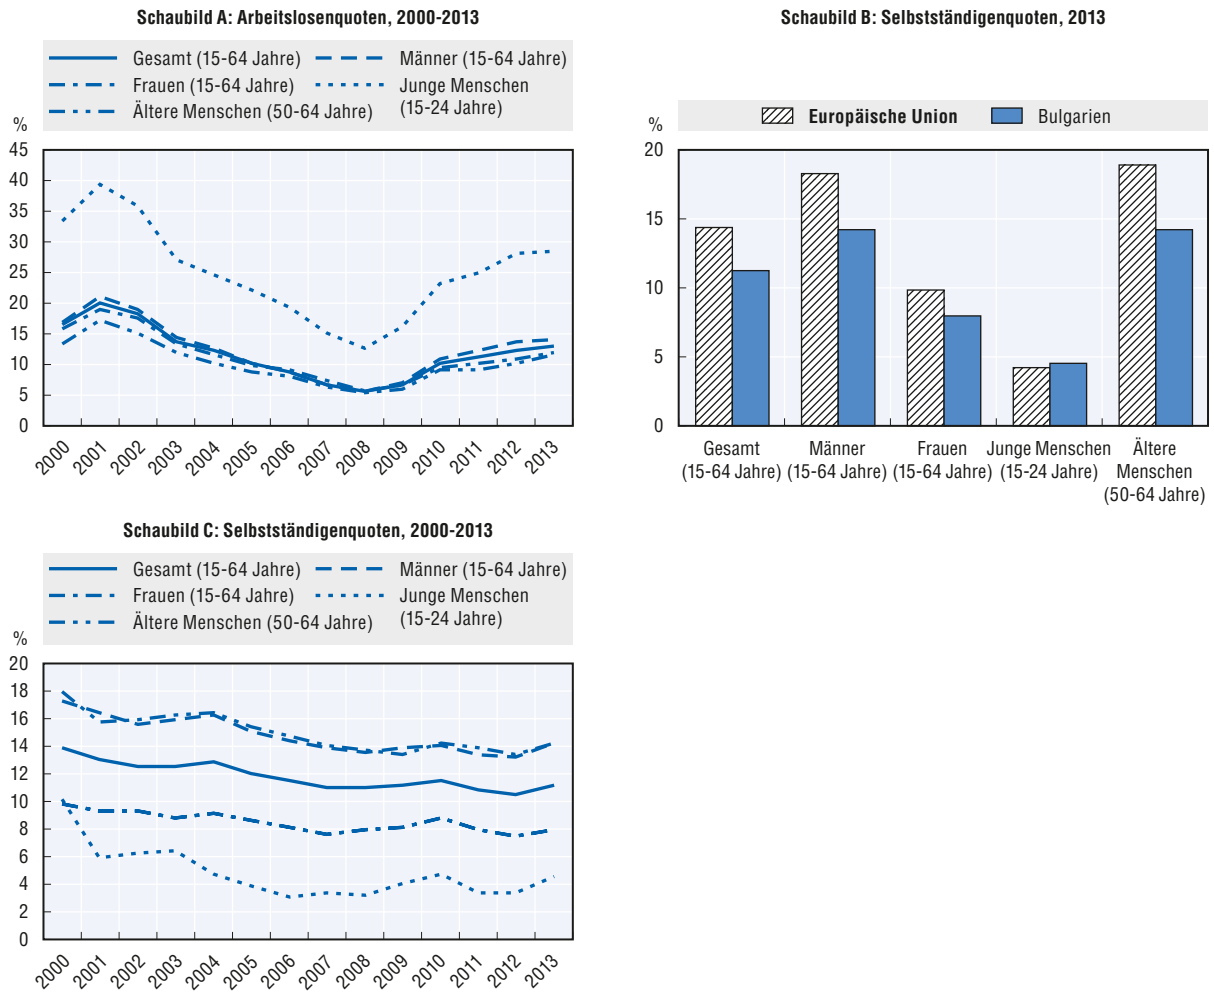 Schaubild A: Arbeitslosenquoten, 2000-2013
Gesamt (15-64 Jahre)
Männer (15-64 Jahre)
Frauen (15-64 Jahre)
Junge Menschen
(15-24 Jahre)
Ältere Menschen (50-64 Jahre)
%
45
40
35
30
25
20
15
10
5
0
2000
2001
2002
2003
2004
2005
2006
2007
2008
2009
2010
2011
2012
2013
Schaubild B: Selbstständigenquoten, 2013
Europäische Union
Bulgarien
%
20
15
10
5
0
Gesamt
(15-64 Jahre)
Männer
(15-64 Jahre)
Frauen
(15-64 Jahre)
Junge Menschen
(15-24 Jahre)
Ältere
Menschen
(50-64 Jahre)
Schaubild C: Selbstständigenquoten, 2000-2013
Gesamt (15-64 Jahre)
Männer (15-64 Jahre)
Frauen (15-64 Jahre)
Junge Menschen
(15-24 Jahre)
Ältere Menschen (50-64 Jahre)
%
20
18
16
14
12
10
8
6
4
2
0
2000
2001
2002
2003
2004
2005
2006
2007
2008
2009
2010
2011
2012
2013